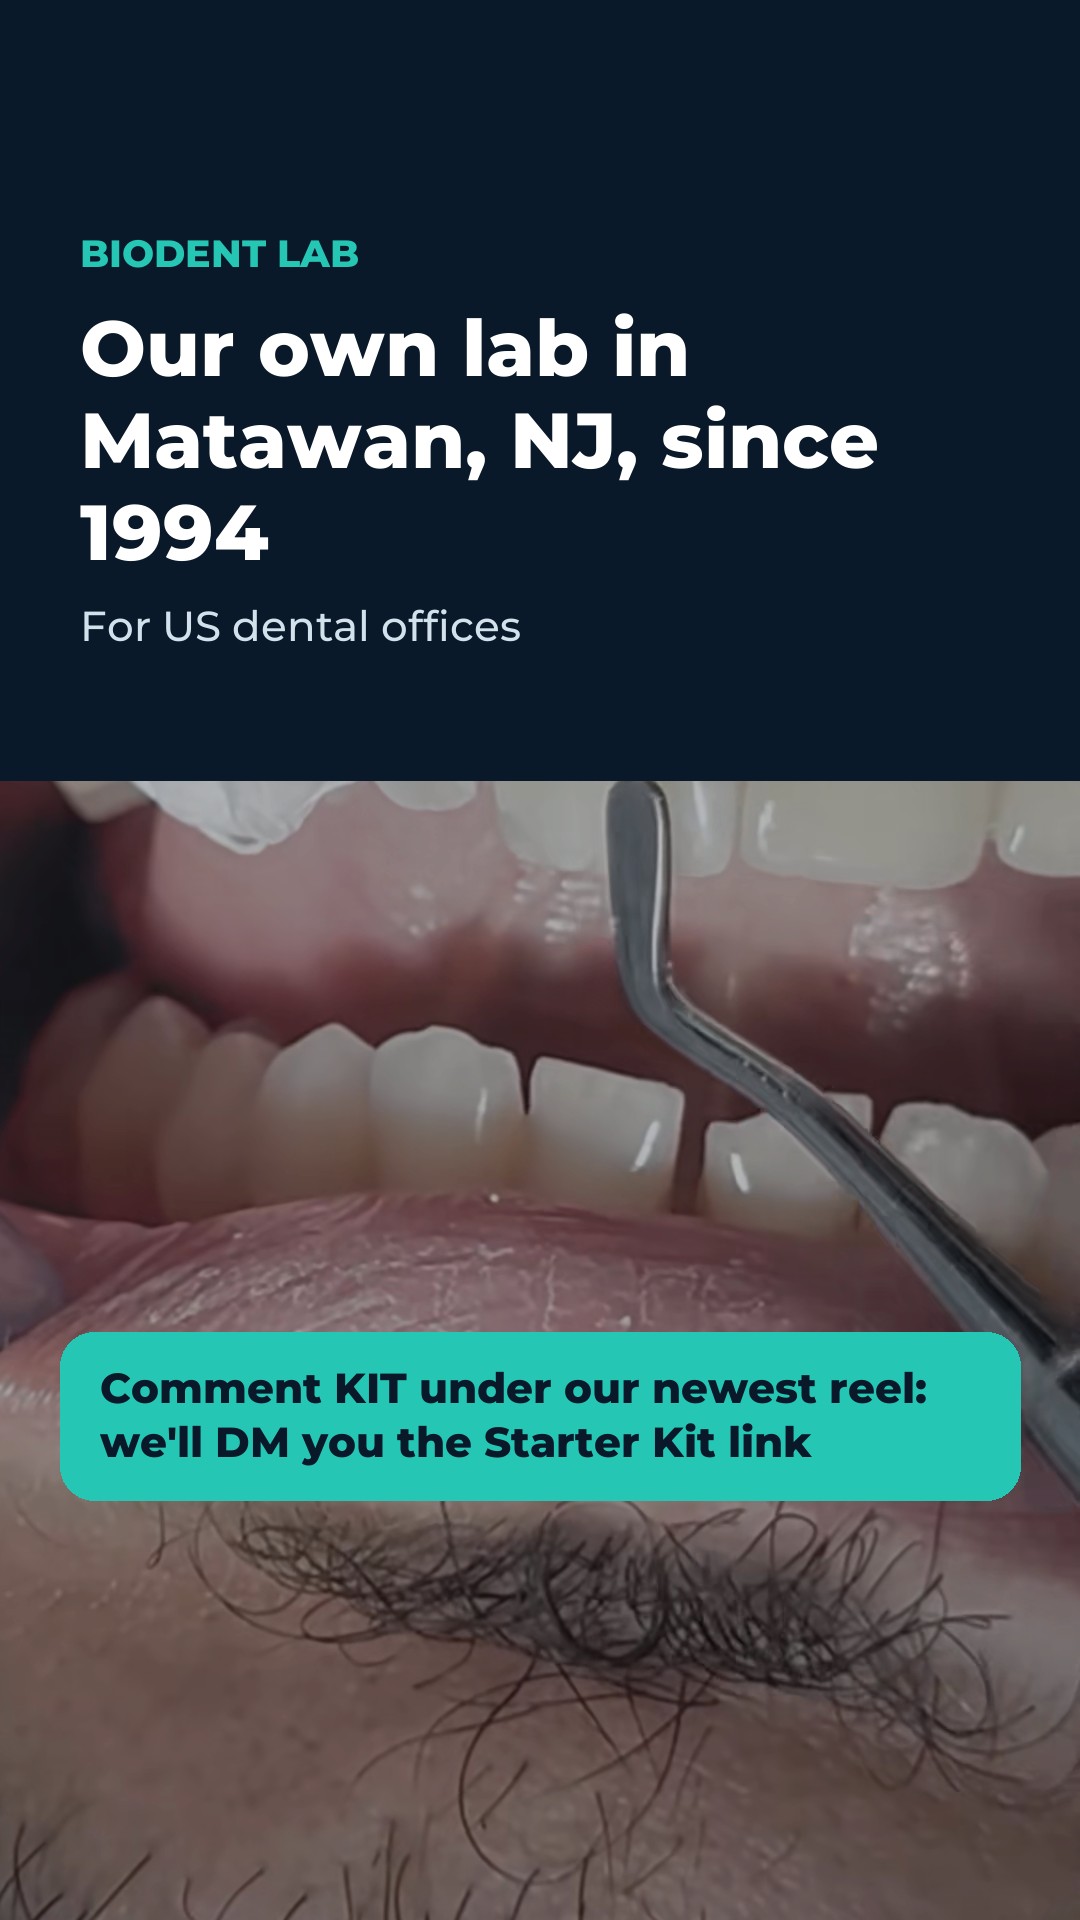 BIODENT LAB
Our own lab in
Matawan, NJ, since
1994
For US dental offices
Comment KIT under our newest reel:
we'll DM you the Starter Kit link